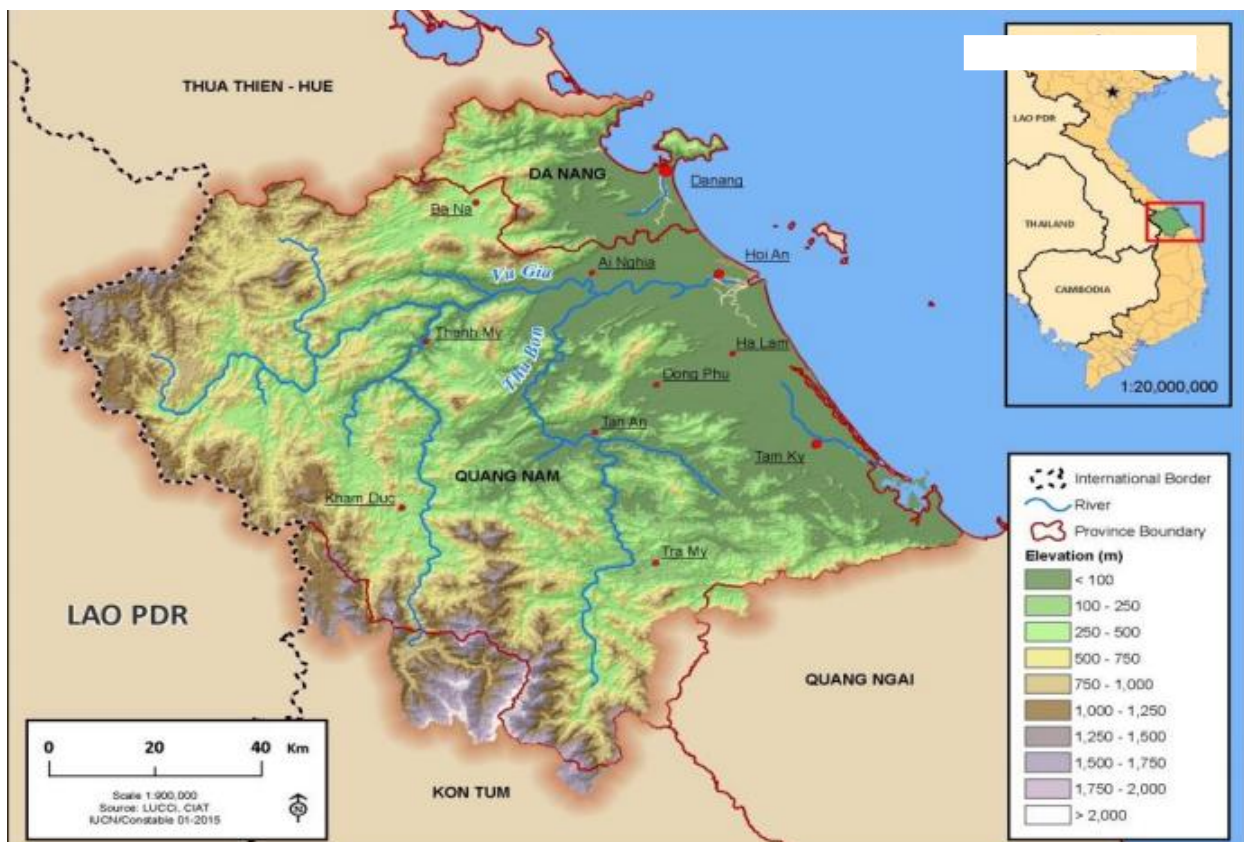 THUA THIEN - HUE
DA NANG
Danang
Ba Na
Ai Nghia
Hoi An
Vu Gia
Thanh My
Thu Bon
Ha Lam
Dong Phu
Tan An
Tam Ky
QUANG NAM
Kham Duc
Tra My
LAO PDR
QUANG NGAI
KON TUM
LAO PDR
THAILAND
CAMBODIA
1:20,000,000
International Border
River
Province Boundary
Elevation (m)
< 100
100 - 250
250 - 500
500 - 750
750 - 1,000
1,000 - 1,250
1,250 - 1,500
1,500 - 1,750
1,750 - 2,000
> 2,000
0 20 40 Km
Scale 1:900,000
Source: LUCCi, CIAT
IUCN/Constable 01-2015